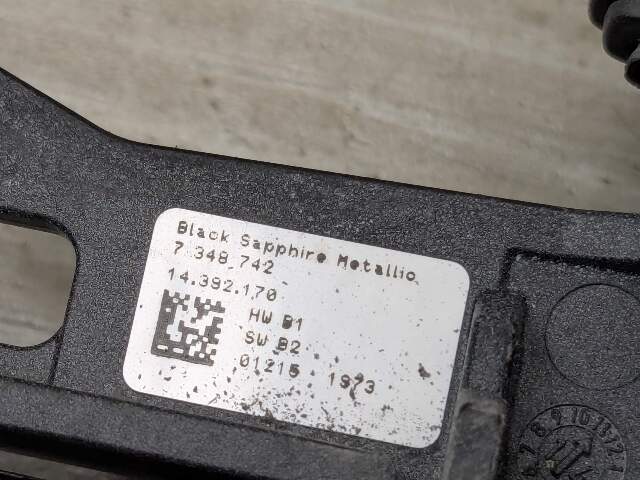 Black Sapphire Metallic
7 348 742
14.392.170
HW B1
SW B2
01215 1973